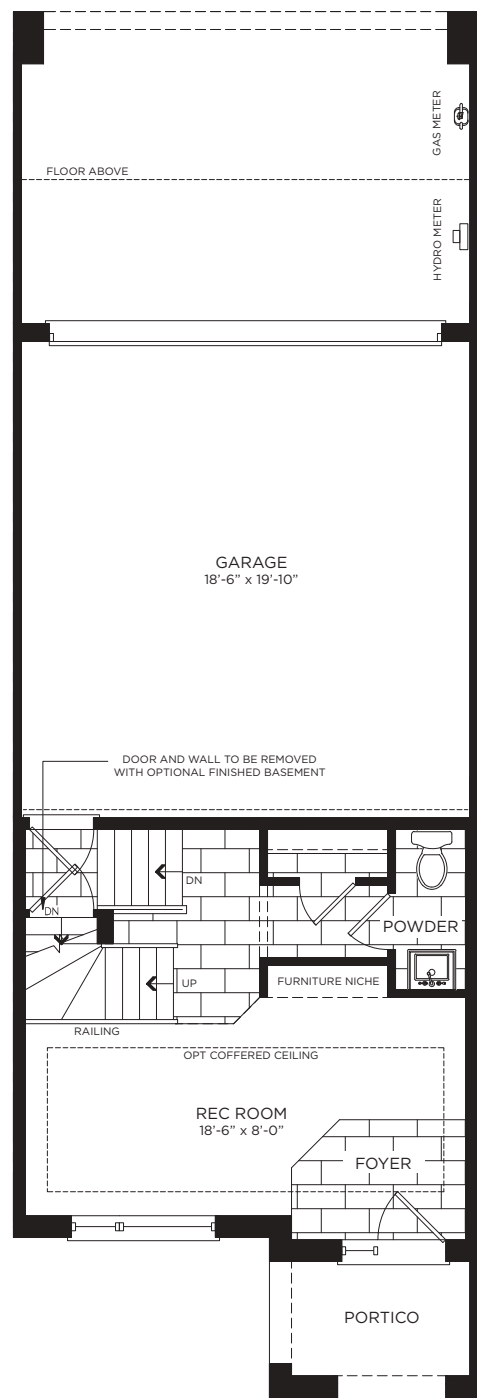 GAS METER
FLOOR ABOVE
HYDRO METER
GARAGE
18'-6” x 19'-10”
DOOR AND WALL TO BE REMOVED
WITH OPTIONAL FINISHED BASEMENT
DN
DN
POWDER
UP
FURNITURE NICHE
RAILING
OPT COFFERED CEILING
REC ROOM
18'-6” x 8'-0”
FOYER
PORTICO